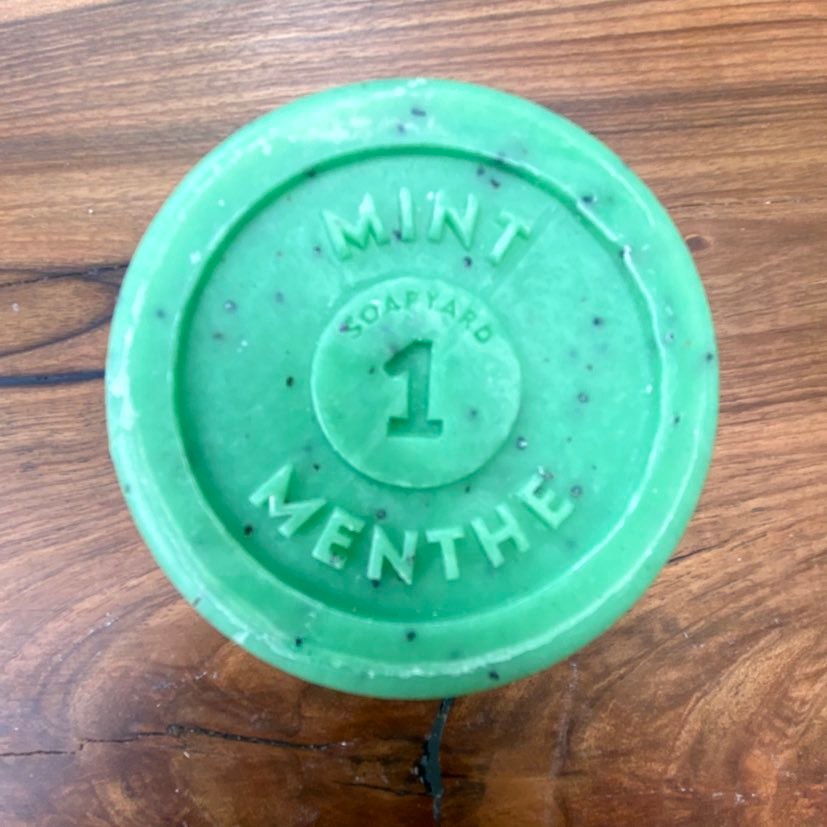 MINT
SOAPYARD
1
MENTHE